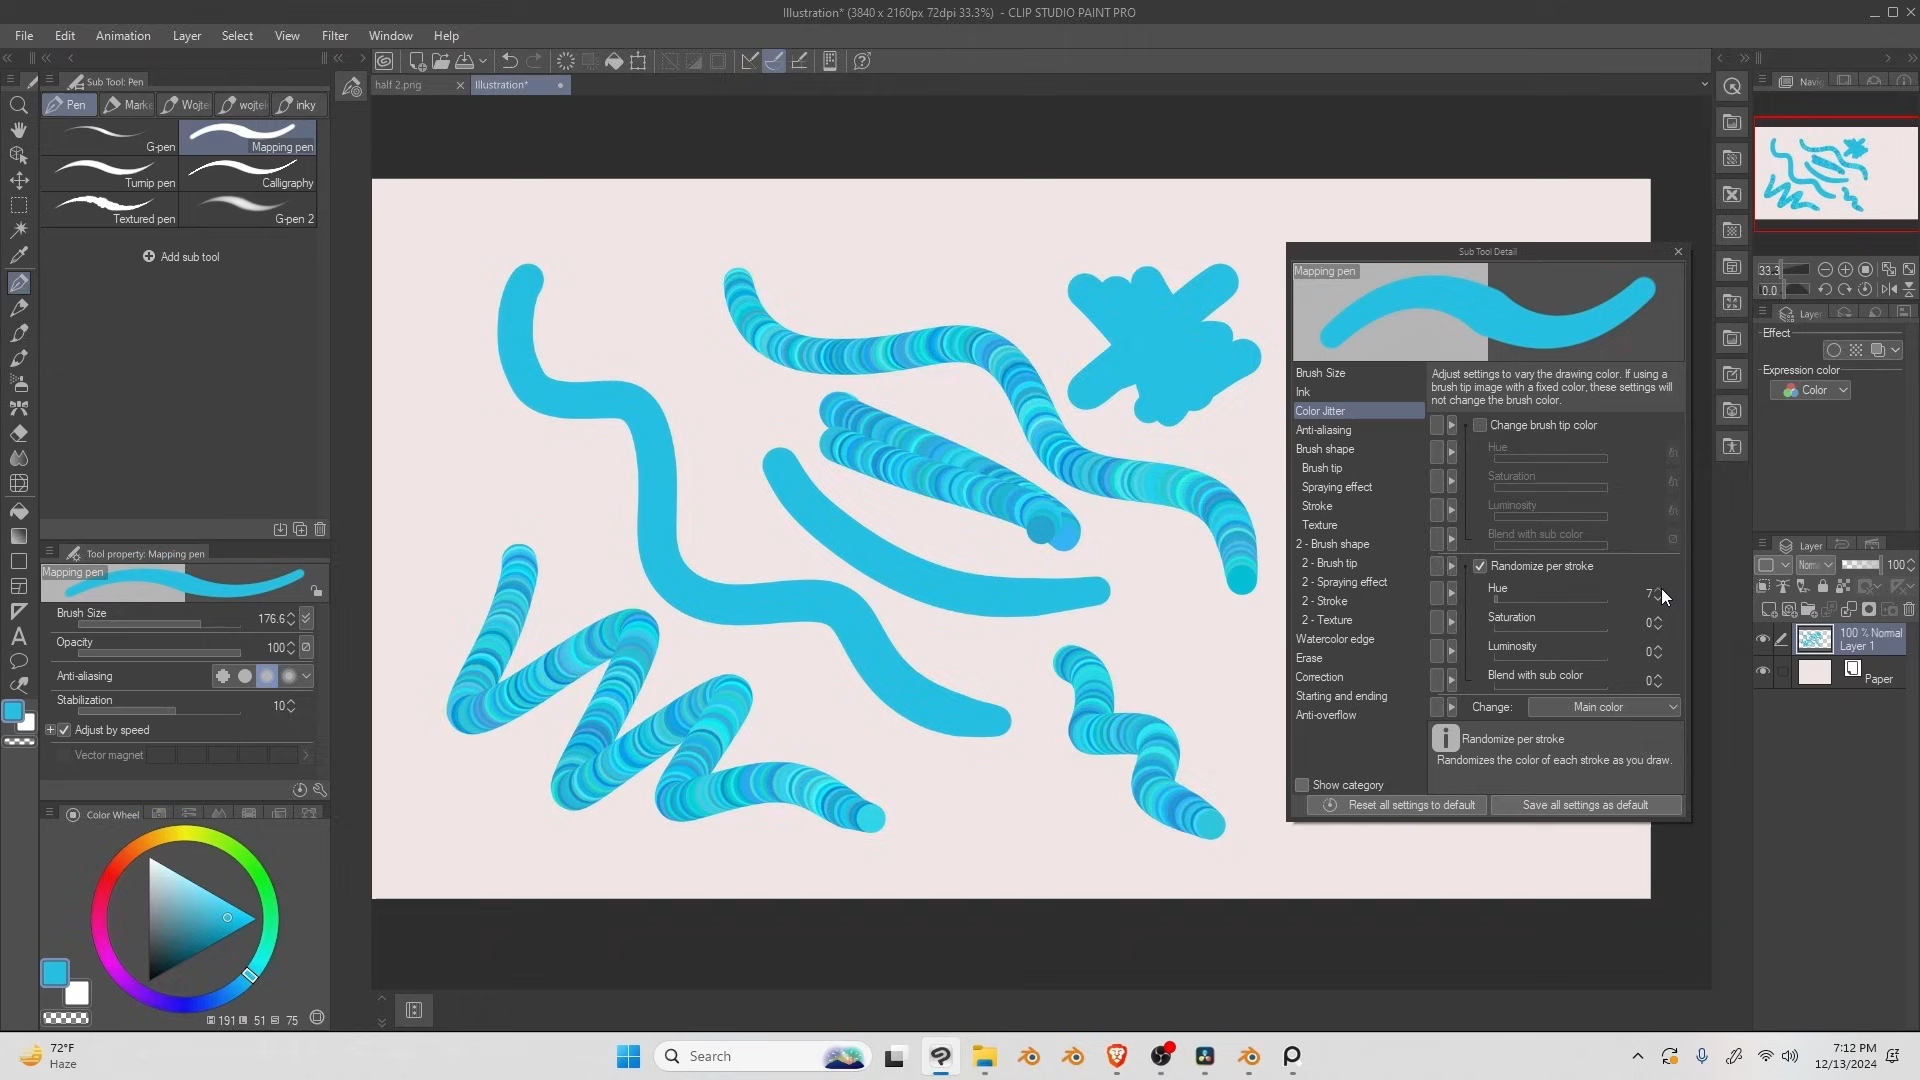 Illustration* (3840 x 2160px 72dpi 33.3%) - CLIP STUDIO PAINT PRO
File Edit Animation Layer Select View Filter Window Help
Sub Tool: Pen
half 2.png
Illustration*
Pen
Marke
Wojte
wojtel
inky
G-pen
Mapping pen
Turnip pen
Calligraphy
Textured pen
G-pen 2
Add sub tool
Tool property: Mapping pen
Mapping pen
Brush Size
176.6
Opacity
100
Anti-aliasing
Stabilization
10
Adjust by speed
Vector magnet
Color Wheel
191 51 75
Sub Tool Detail
Mapping pen
Brush Size
Ink
Color Jitter
Anti-aliasing
Brush shape
Brush tip
Spraying effect
Stroke
Texture
2 - Brush shape
2 - Brush tip
2 - Spraying effect
2 - Stroke
2 - Texture
Watercolor edge
Erase
Correction
Starting and ending
Anti-overflow
Show category
Adjust settings to vary the drawing color. If using a
brush tip image with a fixed color, these settings will
not change the brush color.
Change brush tip color
Hue
Saturation
Luminosity
Blend with sub color
Randomize per stroke
Hue
7
Saturation
0
Luminosity
0
Blend with sub color
0
Change: Main color
Randomize per stroke
Randomizes the color of each stroke as you draw.
Reset all settings to default
Save all settings as default
Navig
33.3
0.0
Layer
Effect
Expression color
Color
Layer
100
100 % Normal
Layer 1
Paper
72°F
Haze
Search
7:12 PM
12/13/2024